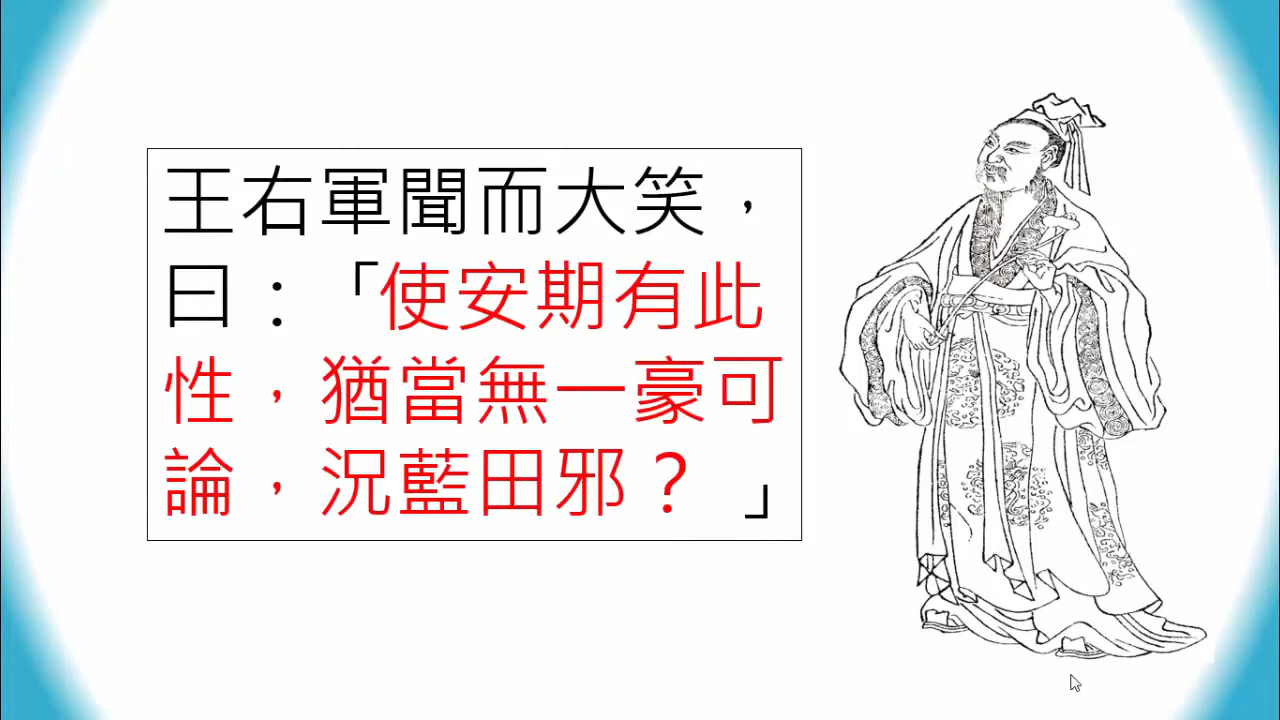 王右軍聞而大笑，
曰：「使安期有此
性，猶當無一豪可
論，況藍田邪？」